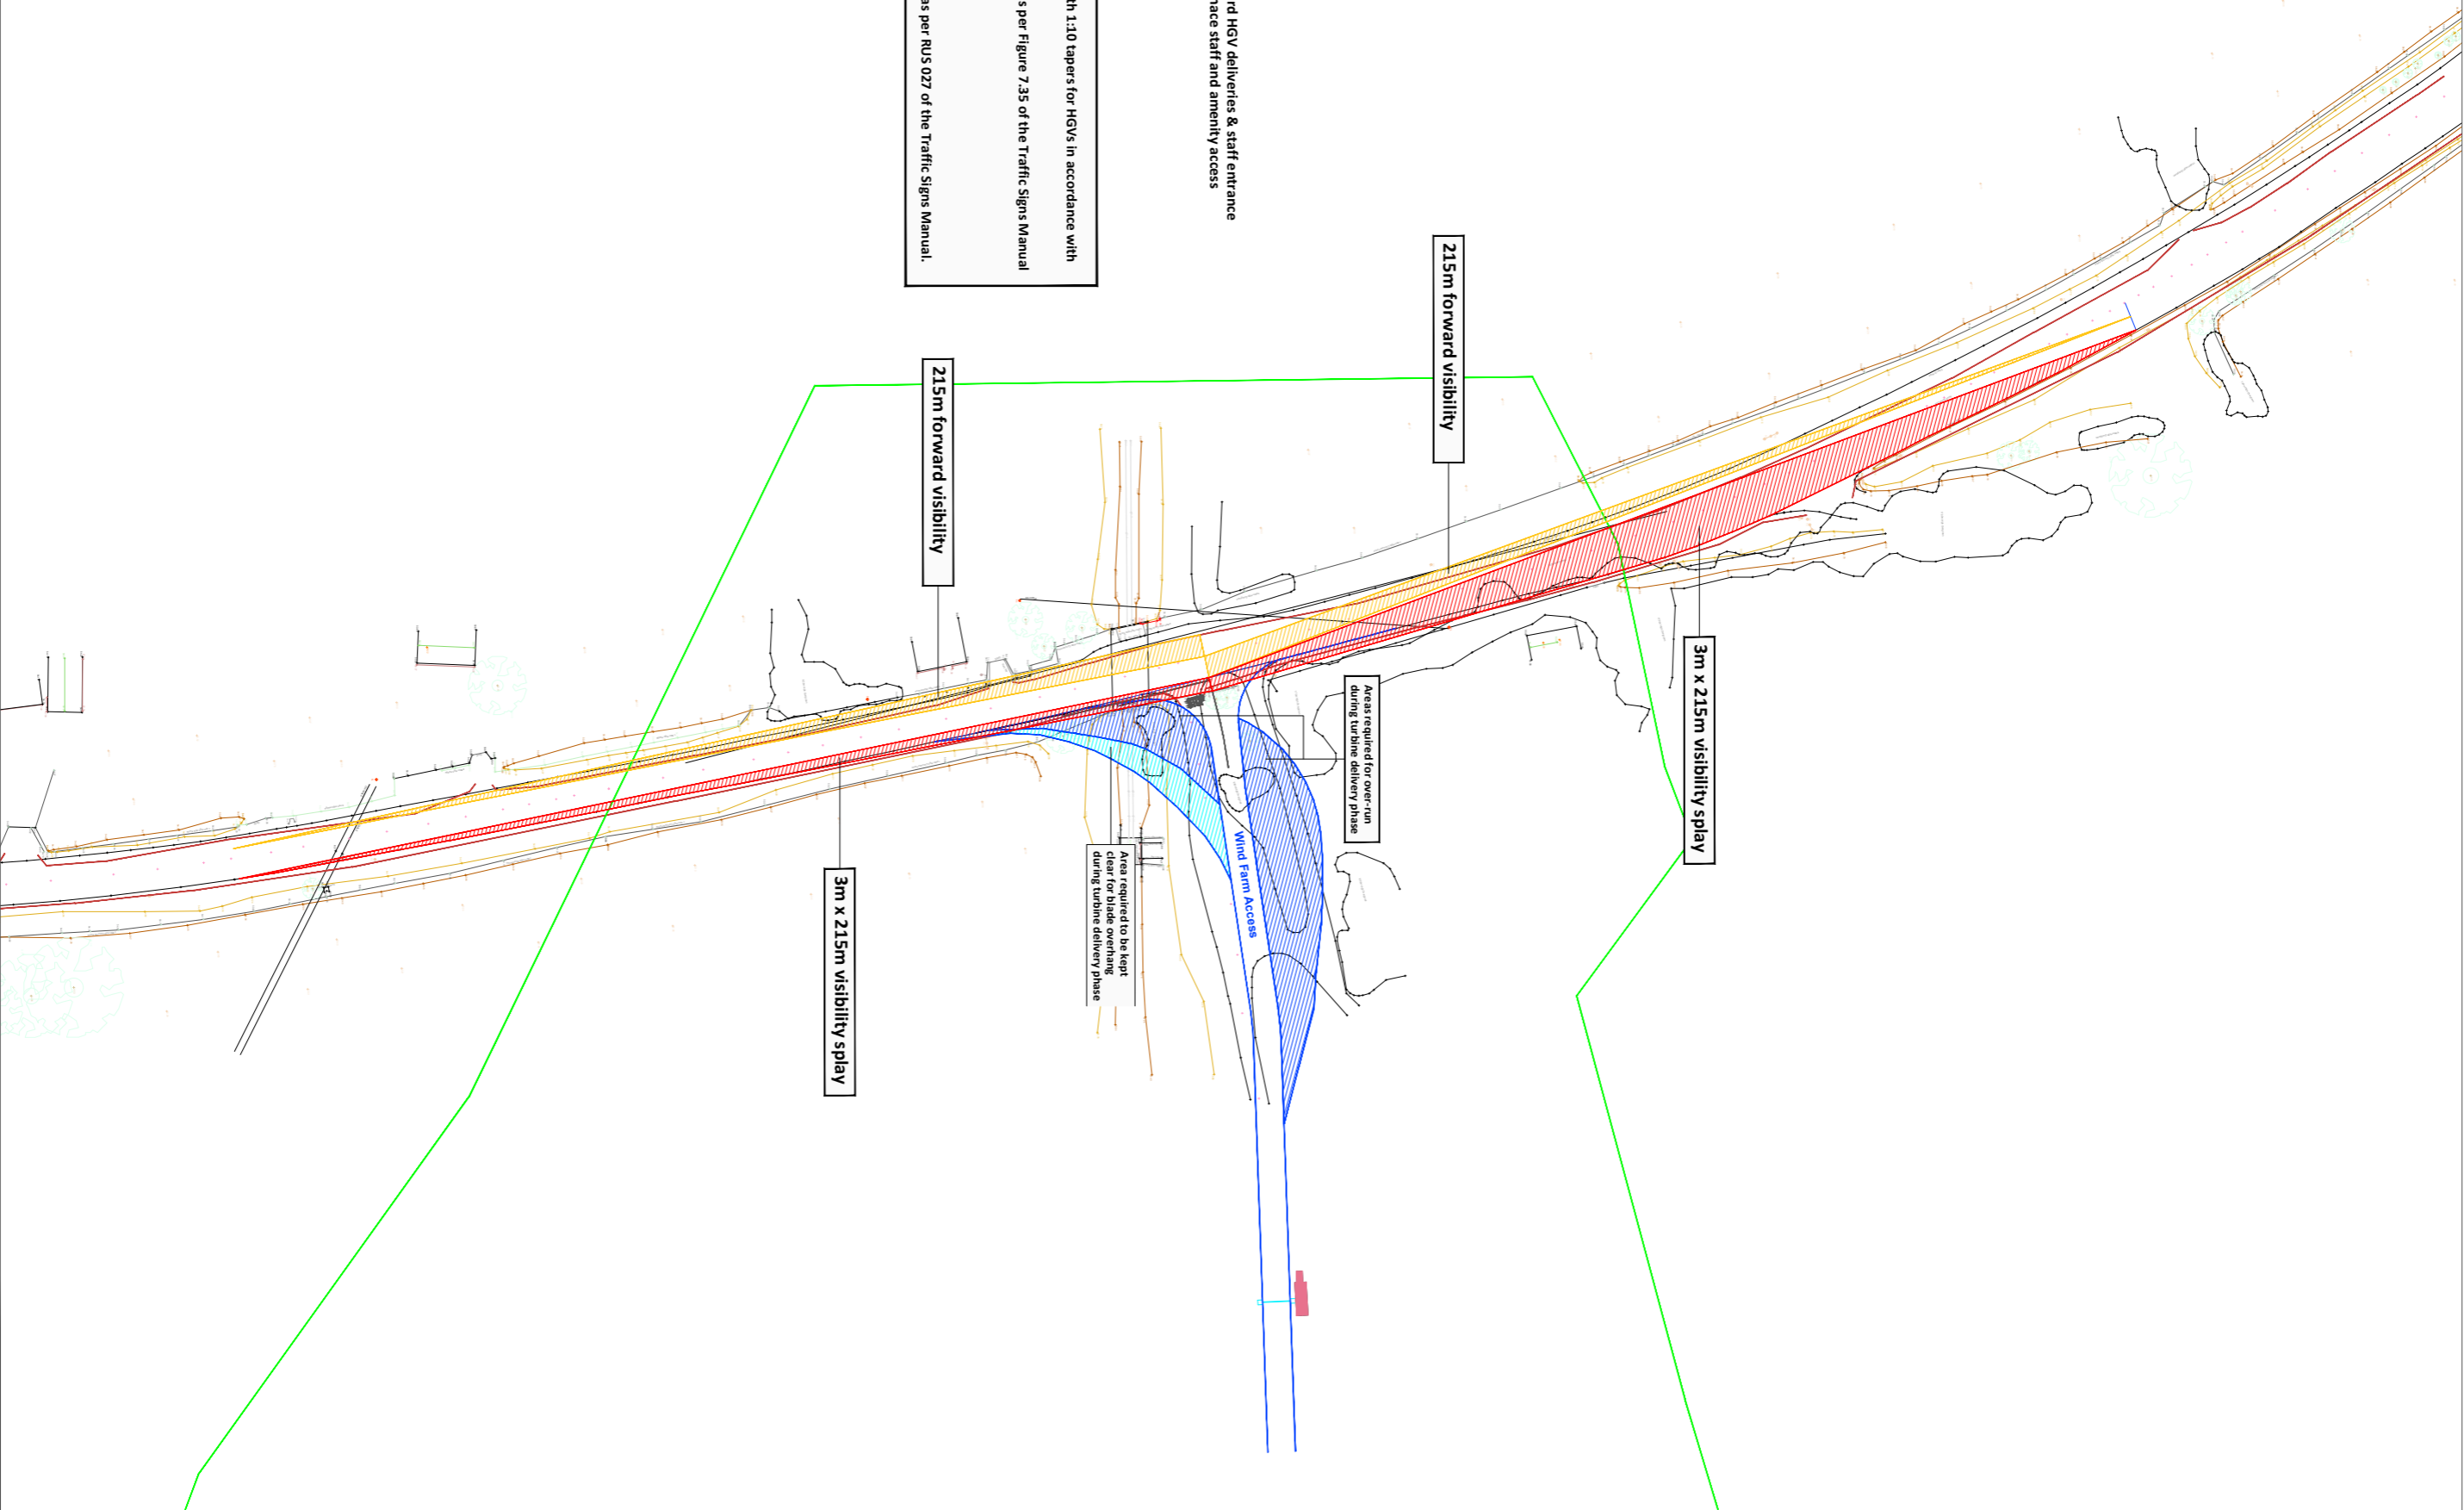 rd HGV deliveries & staff entrance
nace staff and amenity access
th 1:10 tapers for HGVs in accordance with
s per Figure 7.35 of the Traffic Signs Manual
as per RUS 027 of the Traffic Signs Manual.
215m forward visibility
215m forward visibility
3m x 215m visibility splay
3m x 215m visibility splay
Areas required for over-run
during turbine delivery phase
Wind Farm Access
Area required to be kept
clear for blade overhang
during turbine delivery phase